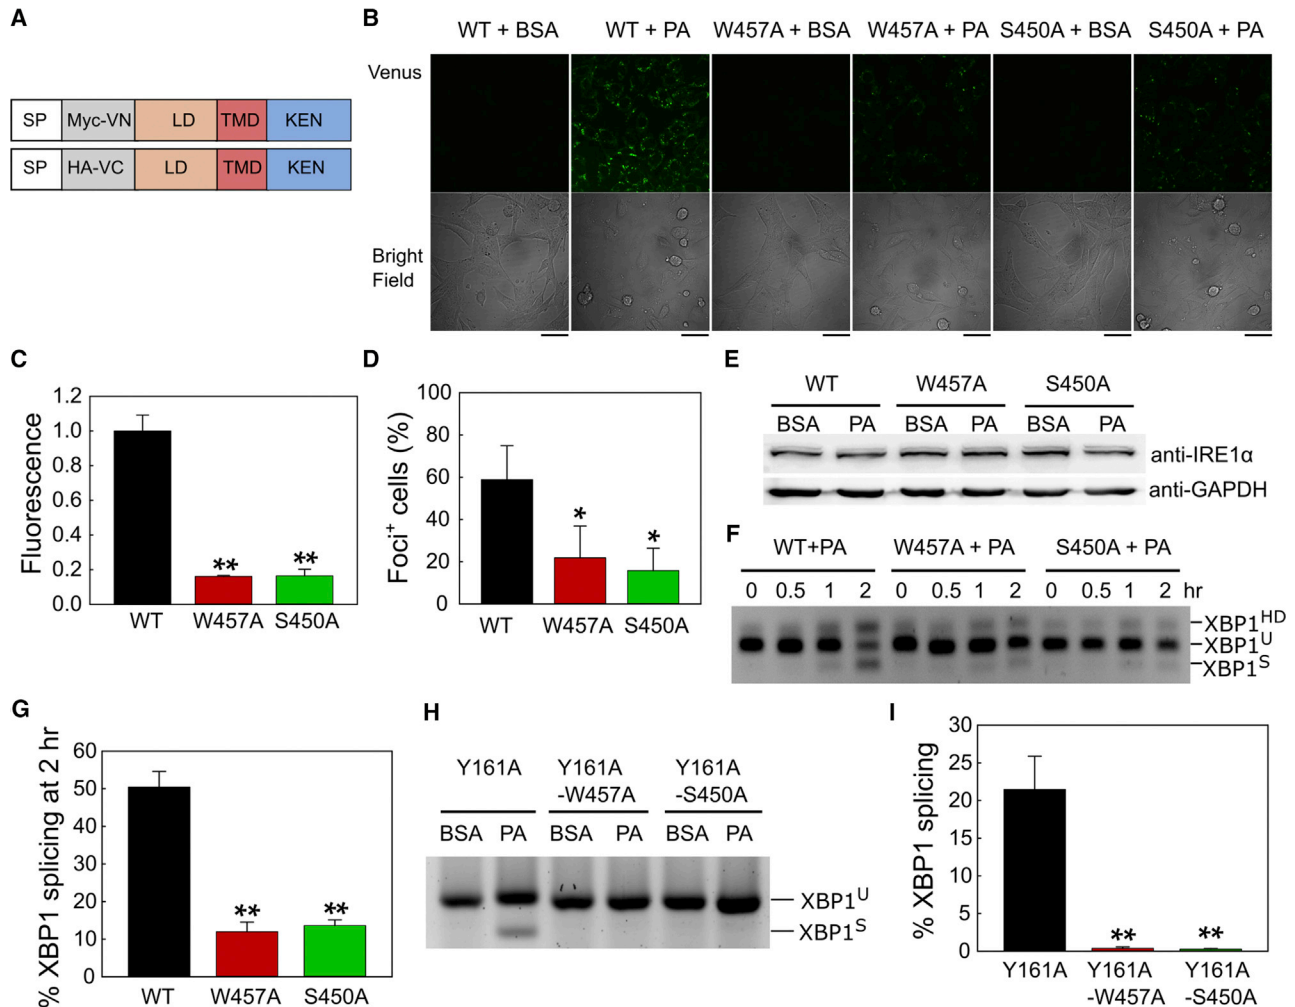 A
SP Myc-VN LD TMD KEN
SP HA-VC LD TMD KEN
B
WT + BSA WT + PA W457A + BSA W457A + PA S450A + BSA S450A + PA
Venus
Bright
Field
C
Fluorescence
1.2
1.0
0.8
0.6
0.4
0.2
0.0
** **
WT W457A S450A
D
Foci+ cells (%)
100
80
60
40
20
0
* *
WT W457A S450A
E
WT W457A S450A
BSA PA BSA PA BSA PA
anti-IRE1α
anti-GAPDH
F
WT+PA W457A + PA S450A + PA
0 0.5 1 2 0 0.5 1 2 0 0.5 1 2 hr
XBP1HD
XBP1U
XBP1S
G
% XBP1 splicing at 2 hr
60
50
40
30
20
10
0
** **
WT W457A S450A
H
Y161A Y161A Y161A
-W457A -S450A
BSA PA BSA PA BSA PA
XBP1U
XBP1S
I
% XBP1 splicing
30
25
20
15
10
5
0
** **
Y161A Y161A Y161A
-W457A -S450A